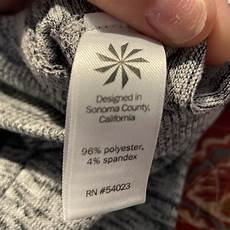 Designed in
Sonoma County,
California
96% polyester,
4% spandex
RN #54023